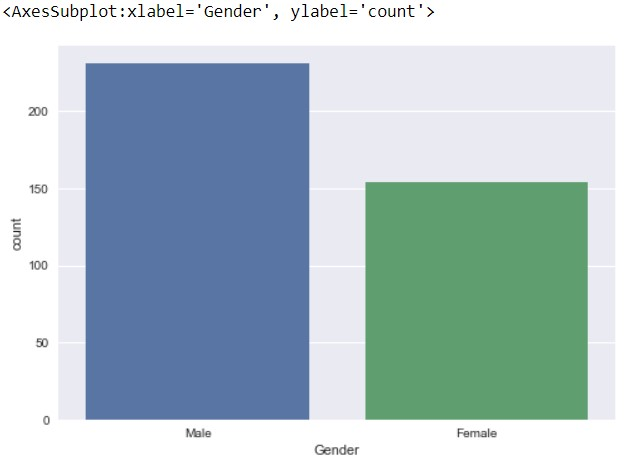 <AxesSubplot:xlabel='Gender', ylabel='count'>
200
150
100
50
0
count
Male Female
Gender